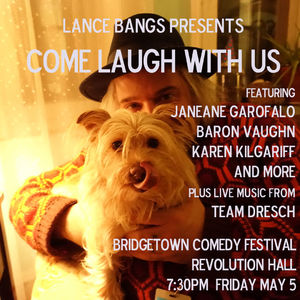 LANCE BANGS PRESENTS
COME LAUGH WITH US
FEATURING
JANEANE GAROFALO
BARON VAUGHN
KAREN KILGARIFF
AND MORE
PLUS LIVE MUSIC FROM
TEAM DRESCH
BRIDGETOWN COMEDY FESTIVAL
REVOLUTION HALL
7:30PM FRIDAY MAY 5